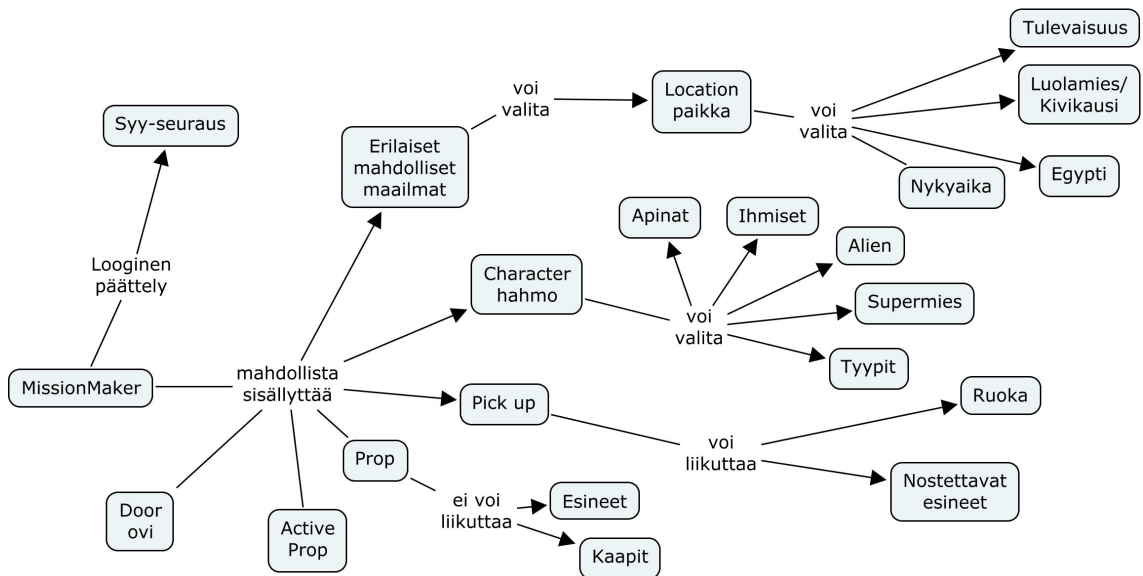 Tulevaisuus
Luolamies/
Kivikausi
voi
valita
Location
paikka
voi
valita
Syy-seuraus
Erilaiset
mahdolliset
maailmat
Egypti
Nykyaika
Apinat
Ihmiset
Alien
Looginen
päättely
Character
hahmo
Supermies
voi
valita
Tyypit
MissionMaker
mahdollista
sisällyttää
Pick up
Ruoka
voi
liikuttaa
Prop
Nostettavat
esineet
ei voi
liikuttaa
Esineet
Door
ovi
Active
Prop
Kaapit